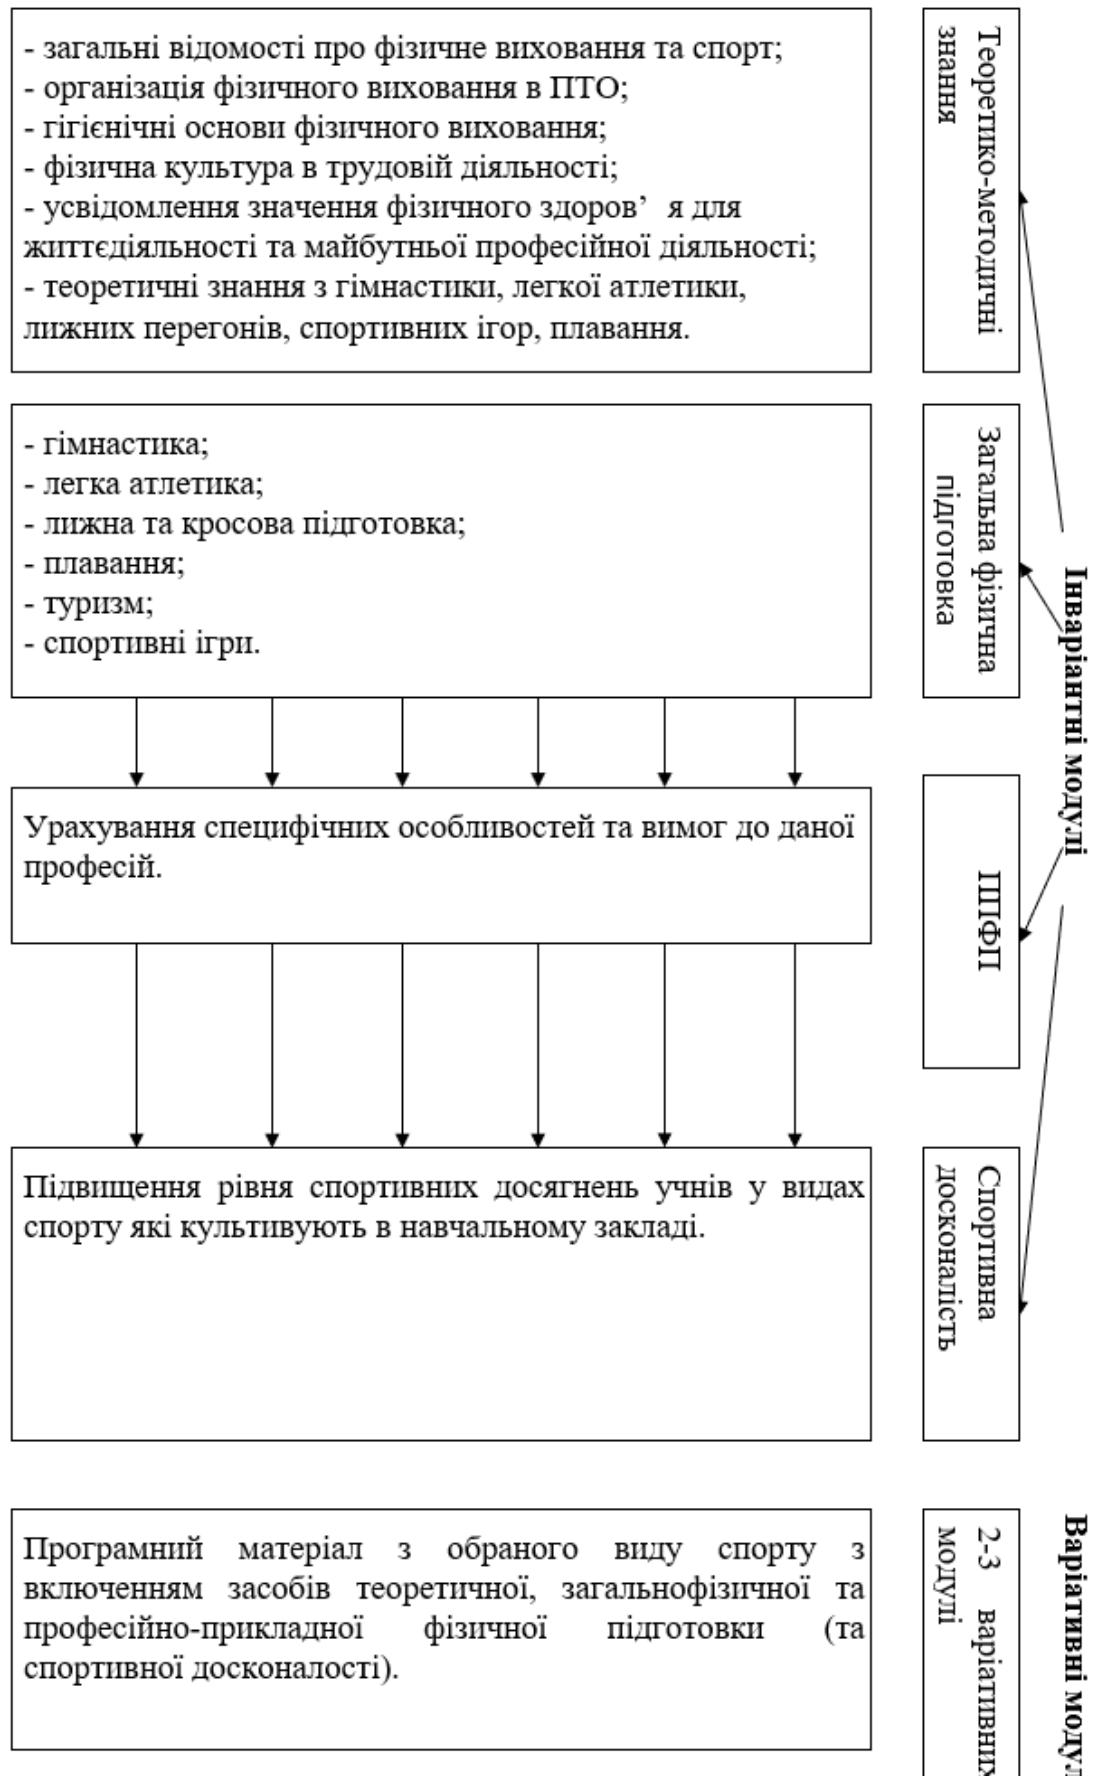 - загальні відомості про фізичне виховання та спорт;
- організація фізичного виховання в ПТО;
- гігієнічні основи фізичного виховання;
- фізична культура в трудовій діяльності;
- усвідомлення значення фізичного здоров’ я для
життєдіяльності та майбутньої професійної діяльності;
- теоретичні знання з гімнастики, легкої атлетики,
лижних перегонів, спортивних ігор, плавання.
Теоретико-методичні
знання
- гімнастика;
- легка атлетика;
- лижна та кросова підготовка;
- плавання;
- туризм;
- спортивні ігри.
Загальна фізична
підготовка
Інваріантні модулі
Урахування специфічних особливостей та вимог до даної
професій.
ППФП
Підвищення рівня спортивних досягнень учнів у видах
спорту які культивують в навчальному закладі.
Спортивна
досконалість
Програмний матеріал з обраного виду спорту з
включенням засобів теоретичної, загальнофізичної та
професійно-прикладної фізичної підготовки (та
спортивної досконалості).
2-3 варіативних
модулі
Варіативні модул